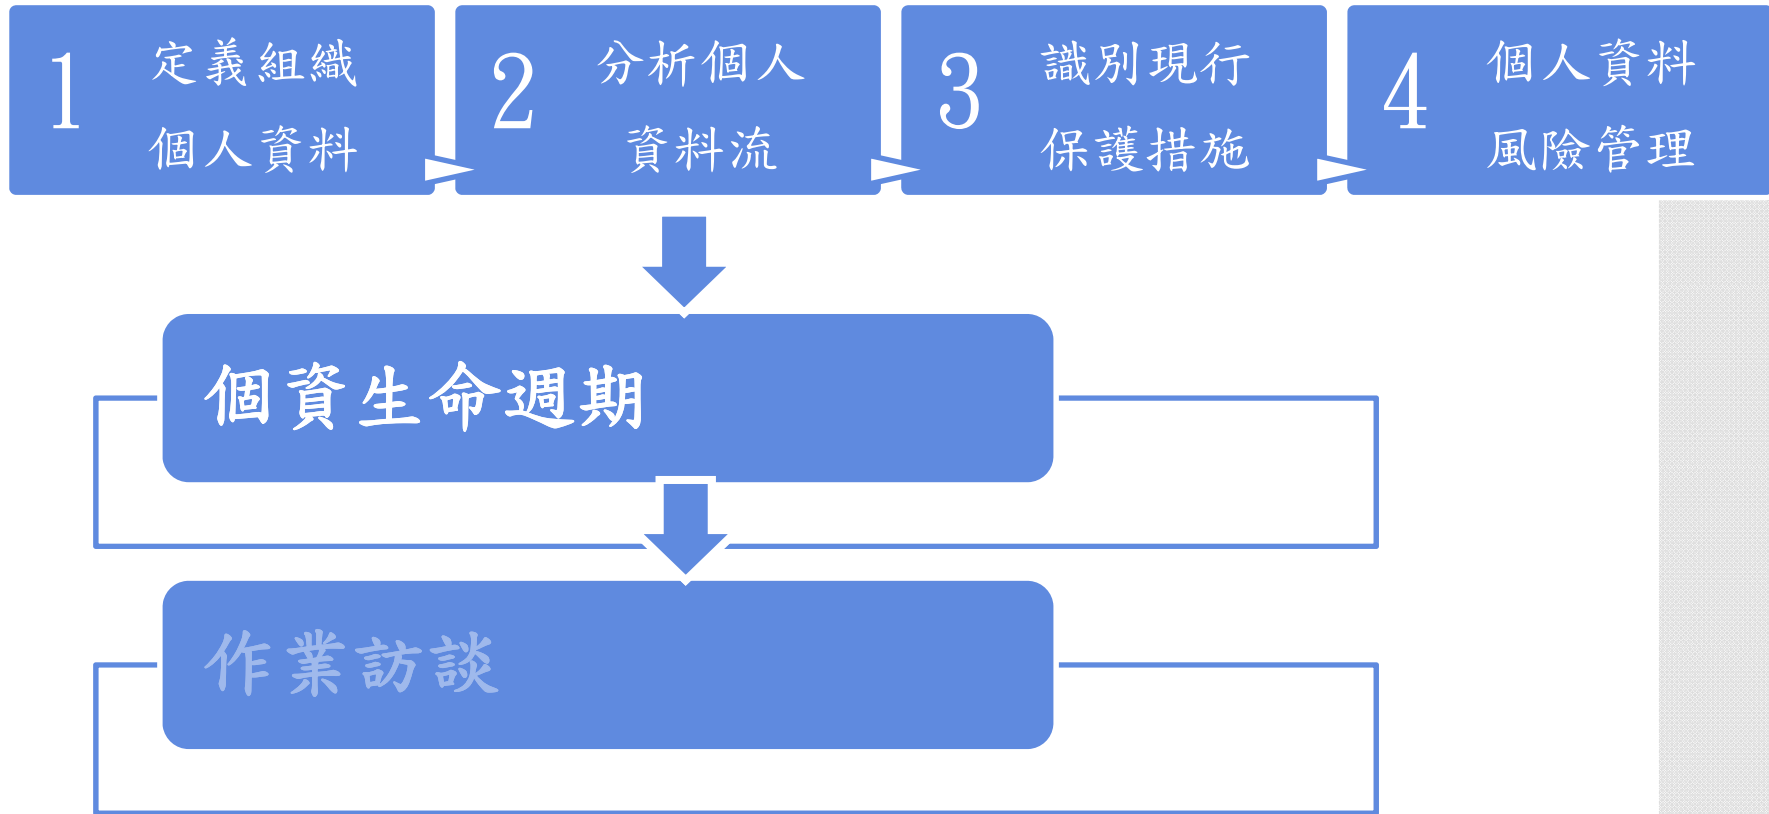 1
定義組織
個人資料
2
分析個人
資料流
3
識別現行
保護措施
4
個人資料
風險管理
個資生命週期
作業訪談